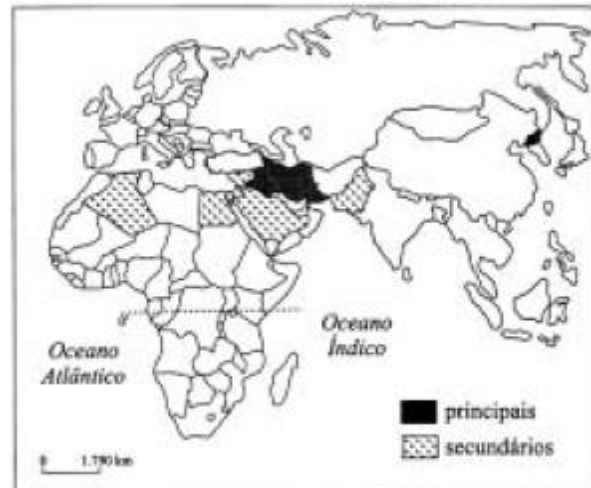 Oceano
Atlântico
Oceano
Índico
principais
secundários
0 1.790 km